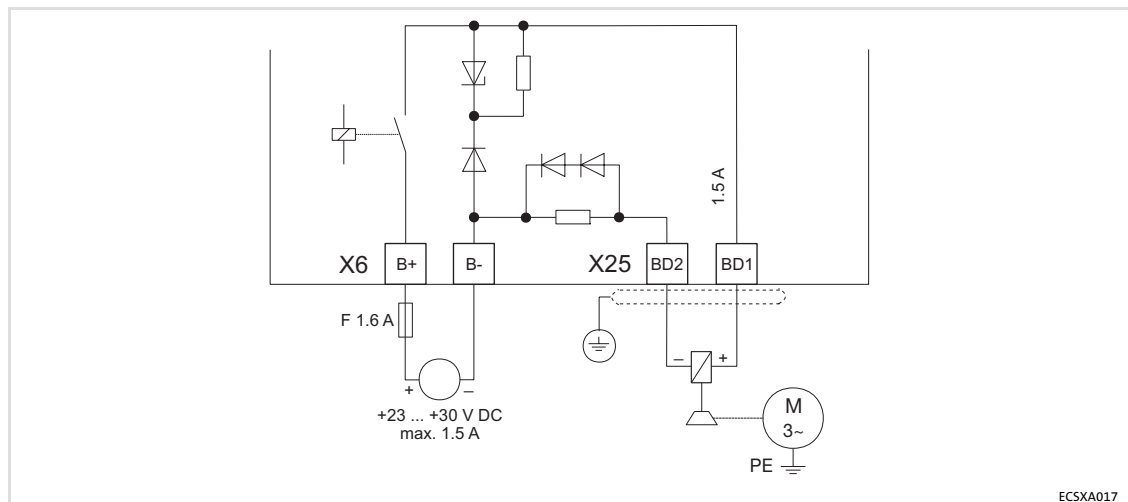 1.5 A
X6
B+
B-
X25
BD2
BD1
F 1.6 A
+
–
+23 ... +30 V DC
max. 1.5 A
–
+
M
3~
PE
ECSXA017